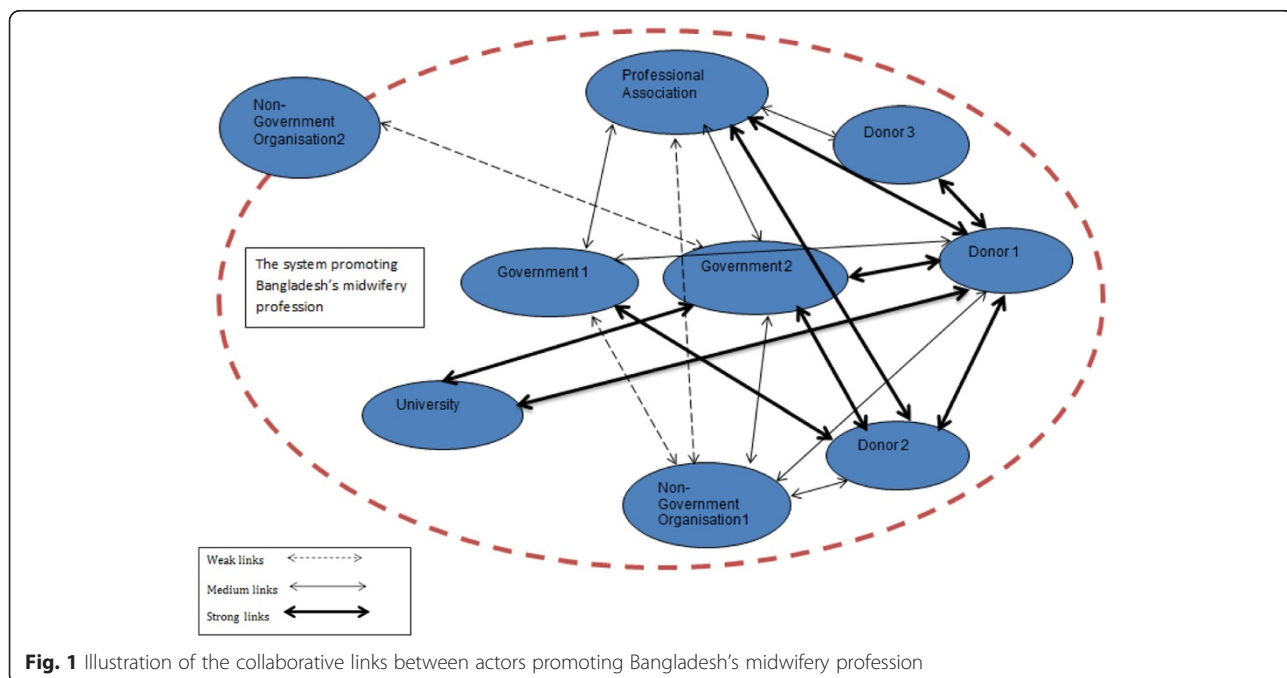 Professional
Association
Non-
Government
Organisation2
Donor 3
The system promoting
Bangladesh's midwifery
profession
Government 1
Government 2
Donor 1
University
Donor 2
Non-
Government
Organisation1
Weak links
Medium links
Strong links
Fig. 1 Illustration of the collaborative links between actors promoting Bangladesh's midwifery profession